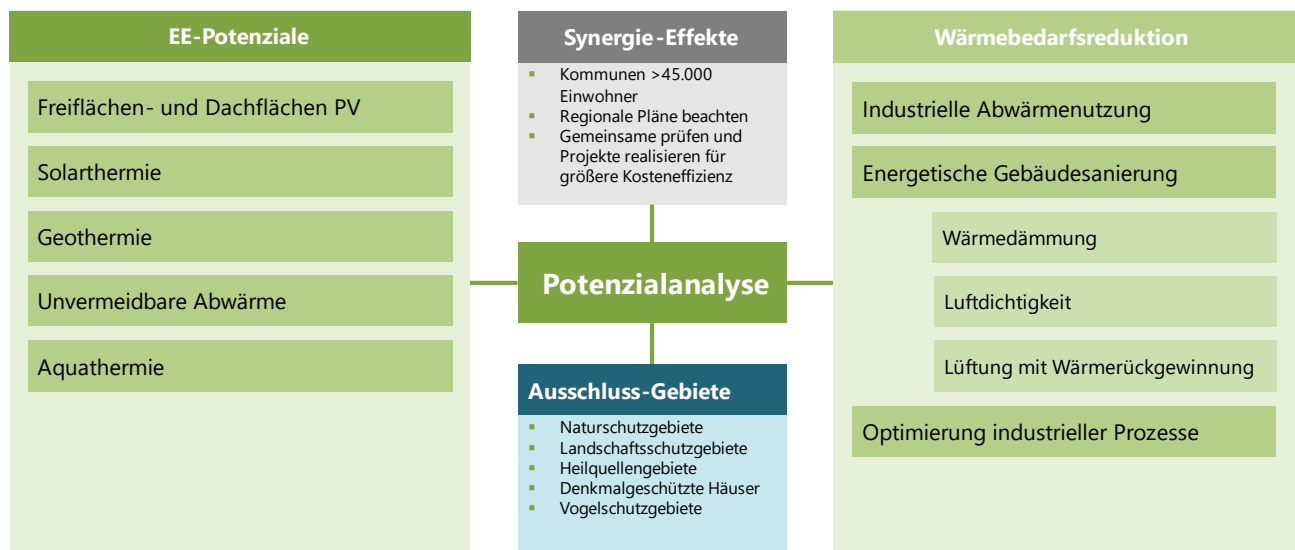 EE-Potenziale
Freiflächen- und Dachflächen PV
Solarthermie
Geothermie
Unvermeidbare Abwärme
Aquathermie
Synergie-Effekte
Kommunen >45.000
Einwohner
Regionale Pläne beachten
Gemeinsame prüfen und
Projekte realisieren für
größere Kosteneffizienz
Potenzialanalyse
Ausschluss-Gebiete
Naturschutzgebiete
Landschaftsschutzgebiete
Heilquellengebiete
Denkmalgeschützte Häuser
Vogelschutzgebiete
Wärmebedarfsreduktion
Industrielle Abwärmenutzung
Energetische Gebäudesanierung
Wärmedämmung
Luftdichtigkeit
Lüftung mit Wärmerückgewinnung
Optimierung industrieller Prozesse